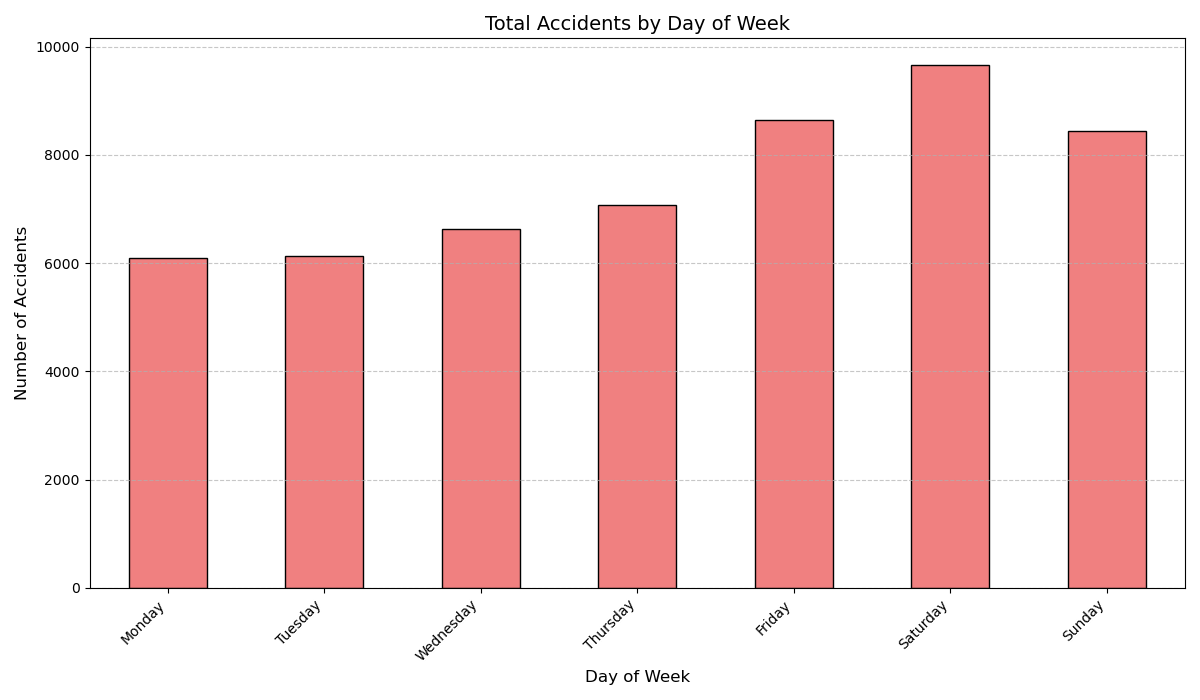 Total Accidents by Day of Week
10000
8000
6000
4000
2000
0
Number of Accidents
Monday
Tuesday
Wednesday
Thursday
Friday
Saturday
Sunday
Day of Week